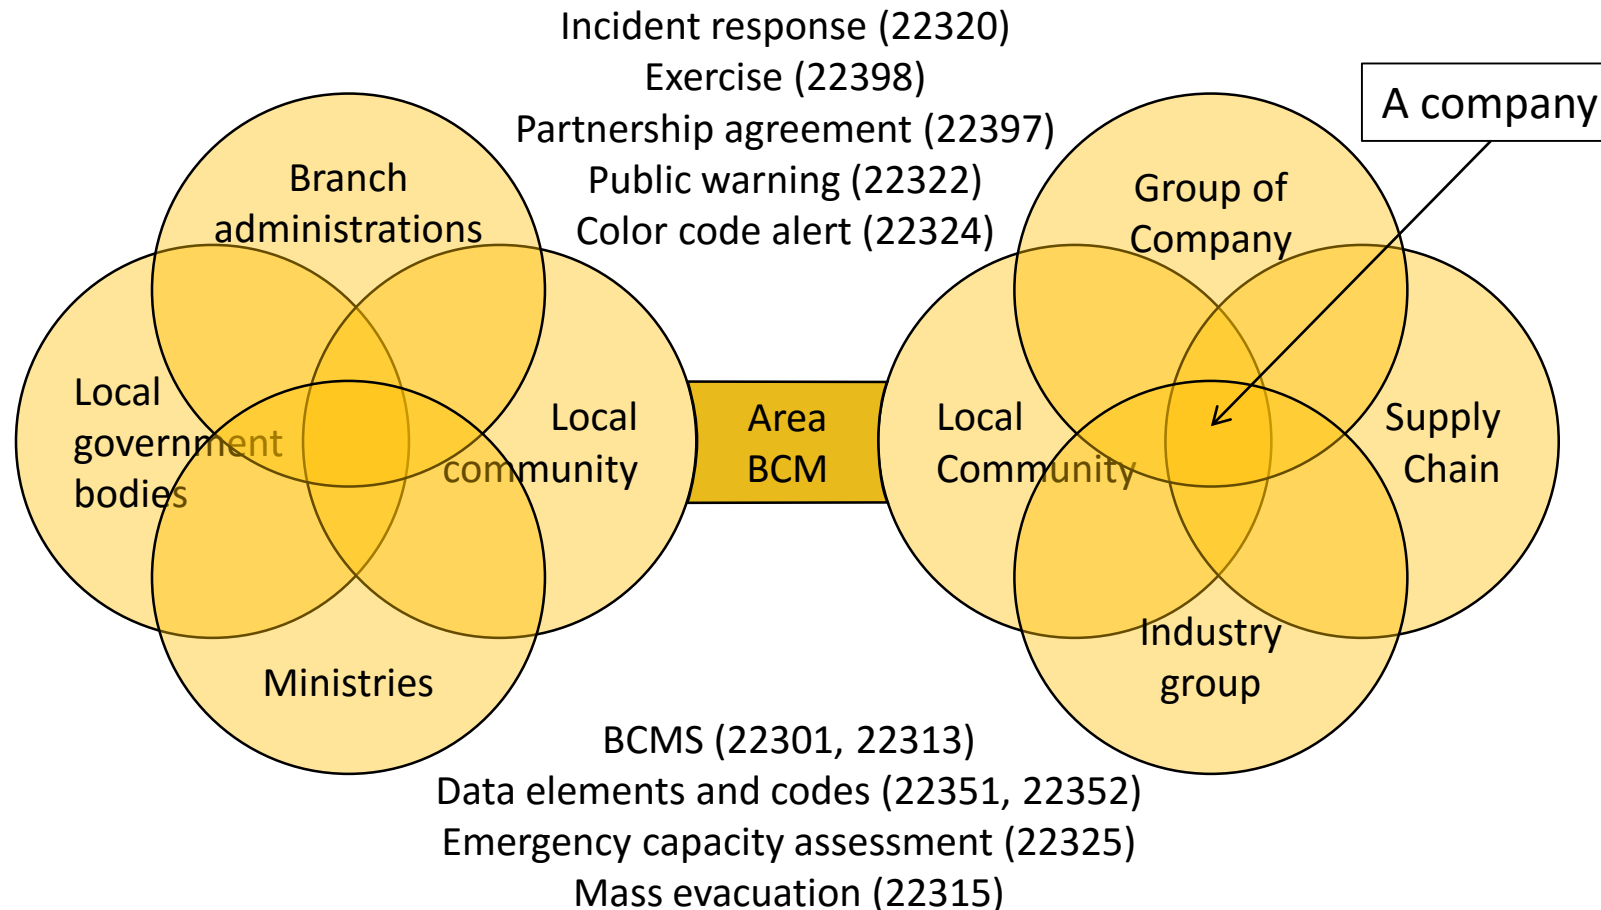 Incident response (22320)
Exercise (22398)
Partnership agreement (22397)
Public warning (22322)
Color code alert (22324)
A company
Branch
administrations
Local
government
bodies
Local
community
Ministries
Area
BCM
Group of
Company
Local
Community
Supply
Chain
Industry
group
BCMS (22301, 22313)
Data elements and codes (22351, 22352)
Emergency capacity assessment (22325)
Mass evacuation (22315)